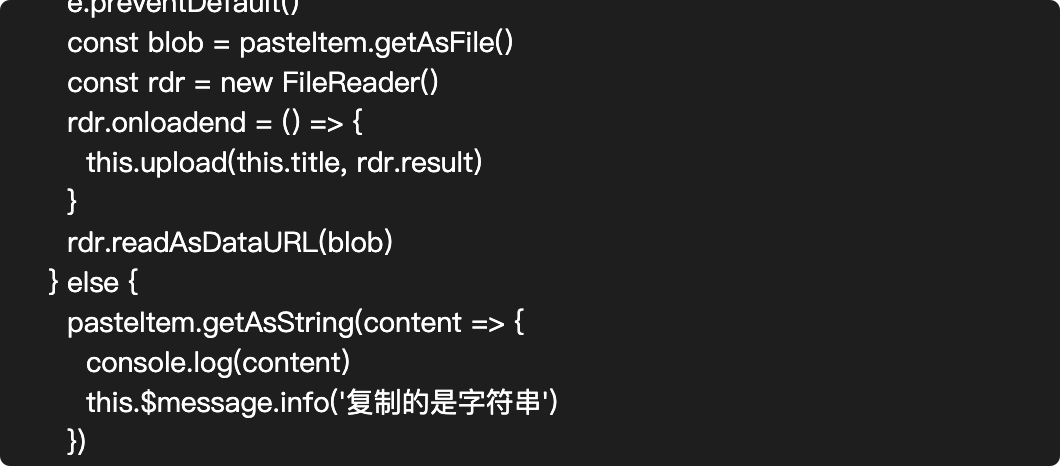 e.preventDefault()
const blob = pasteItem.getAsFile()
const rdr = new FileReader()
rdr.onloadend = () => {
this.upload(this.title, rdr.result)
}
rdr.readAsDataURL(blob)
} else {
pasteItem.getAsString(content => {
console.log(content)
this.$message.info('复制的是字符串')
})